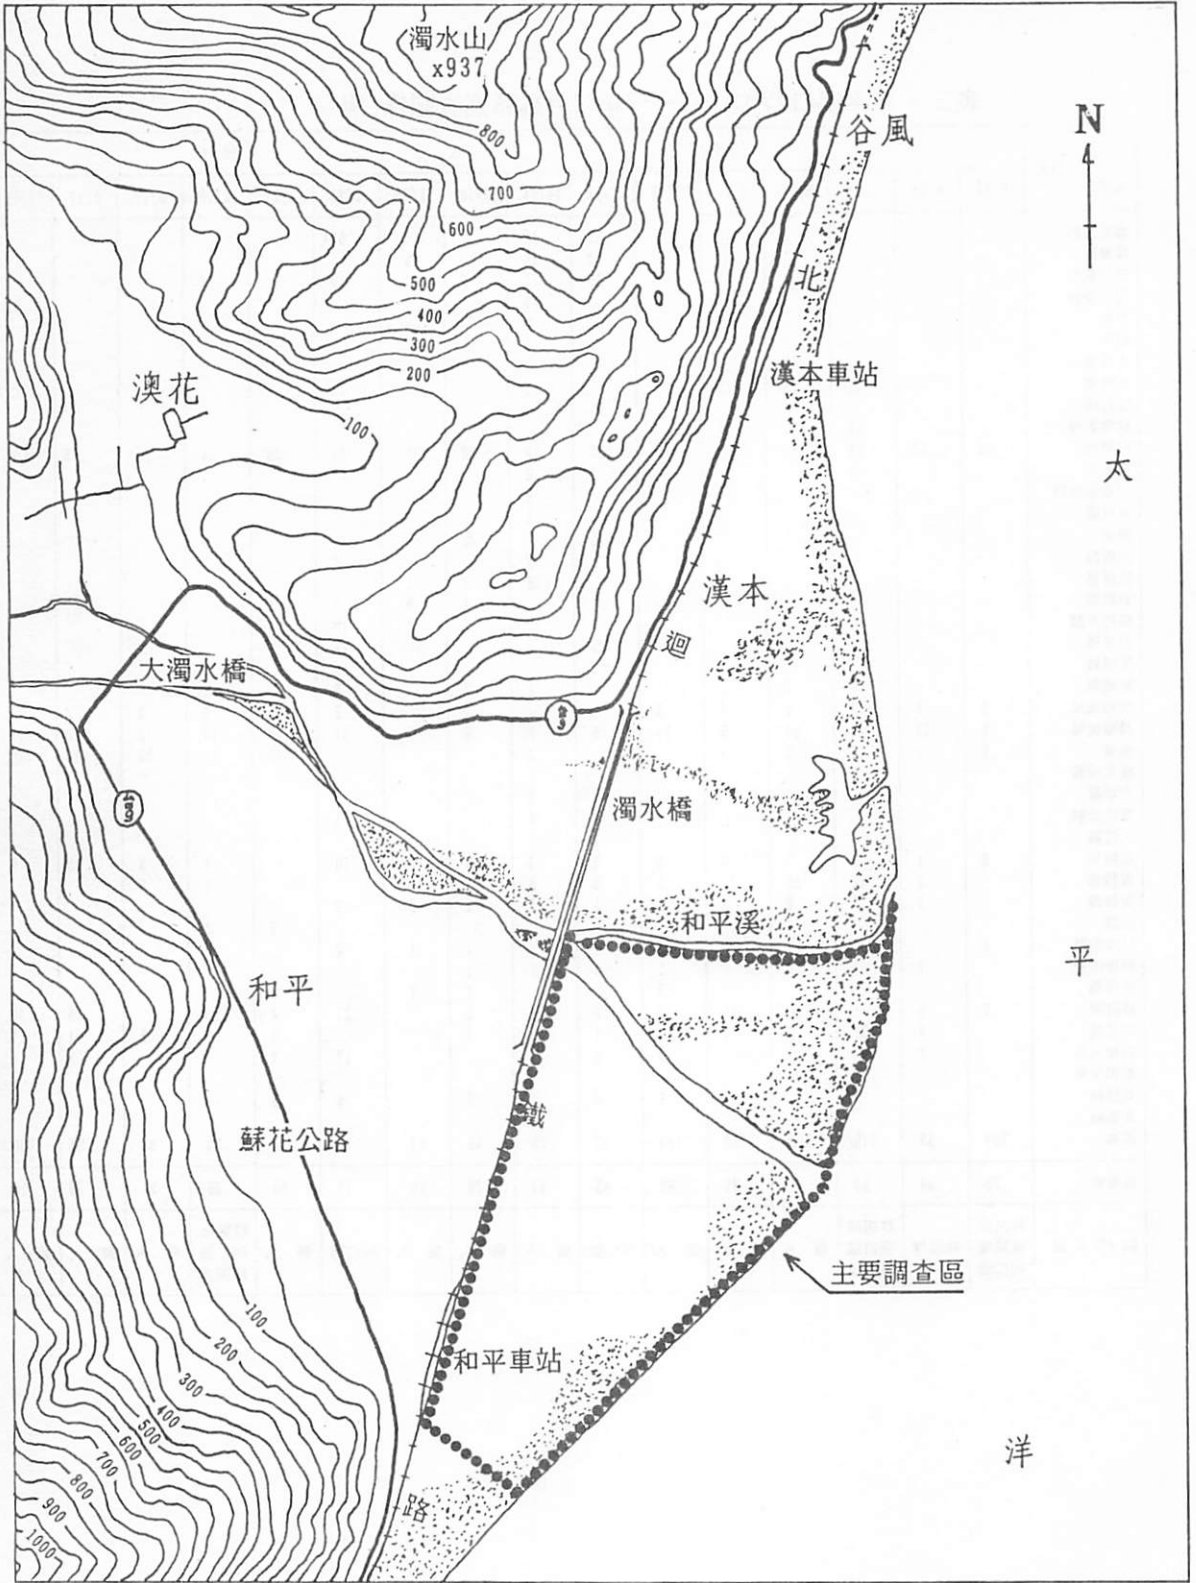 濁水山
x937
谷風
N
800
700
600
500
400
300
200
100
北
漢本車站
澳花
太
漢本
迴
大濁水橋
濁水橋
和平溪
平
和平
鐵
蘇花公路
主要調查區
100
200
300
400
500
600
700
800
900
1000
和平車站
洋
路